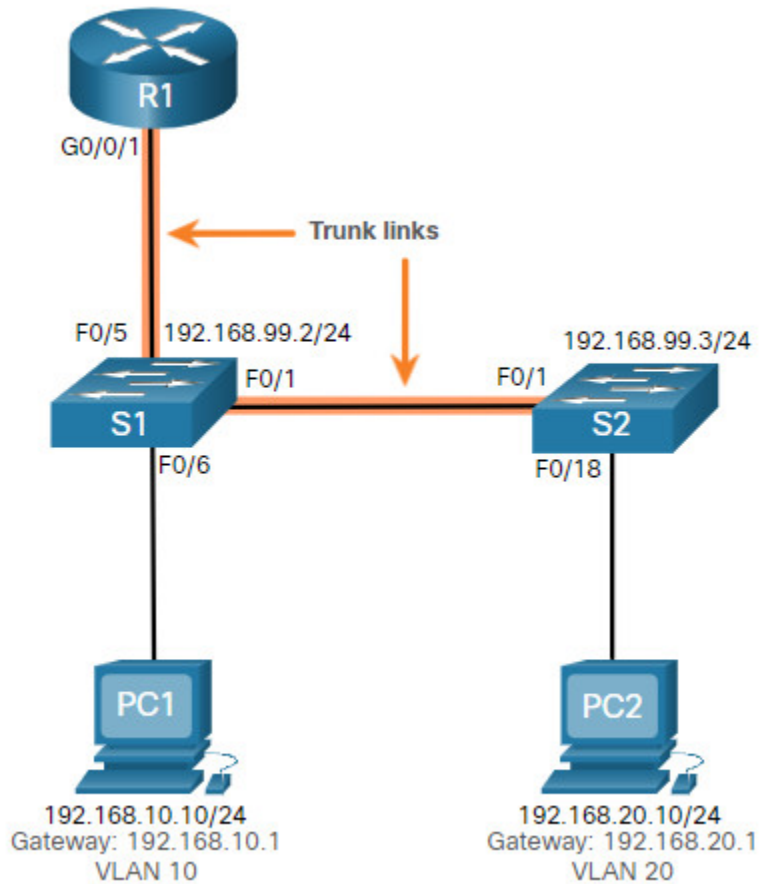 R1
G0/0/1
Trunk links
F0/5
192.168.99.2/24
192.168.99.3/24
F0/1
F0/1
S1
S2
F0/6
F0/18
PC1
PC2
192.168.10.10/24
Gateway: 192.168.10.1
VLAN 10
192.168.20.10/24
Gateway: 192.168.20.1
VLAN 20